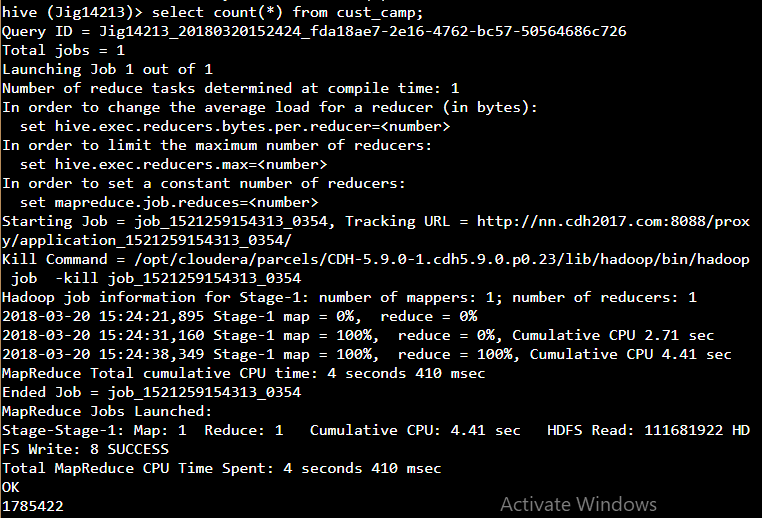 hive (Jig14213)> select count(*) from cust_camp;
Query ID = Jig14213_20180320152424_fda18ae7-2e16-4762-bc57-50564686c726
Total jobs = 1
Launching Job 1 out of 1
Number of reduce tasks determined at compile time: 1
In order to change the average load for a reducer (in bytes):
  set hive.exec.reducers.bytes.per.reducer=<number>
In order to limit the maximum number of reducers:
  set hive.exec.reducers.max=<number>
In order to set a constant number of reducers:
  set mapreduce.job.reduces=<number>
Starting Job = job_1521259154313_0354, Tracking URL = http://nn.cdh2017.com:8088/prox
y/application_1521259154313_0354/
Kill Command = /opt/cloudera/parcels/CDH-5.9.0-1.cdh5.9.0.p0.23/lib/hadoop/bin/hadoop
 job  -kill job_1521259154313_0354
Hadoop job information for Stage-1: number of mappers: 1; number of reducers: 1
2018-03-20 15:24:21,895 Stage-1 map = 0%,  reduce = 0%
2018-03-20 15:24:31,160 Stage-1 map = 100%,  reduce = 0%, Cumulative CPU 2.71 sec
2018-03-20 15:24:38,349 Stage-1 map = 100%,  reduce = 100%, Cumulative CPU 4.41 sec
MapReduce Total cumulative CPU time: 4 seconds 410 msec
Ended Job = job_1521259154313_0354
MapReduce Jobs Launched:
Stage-Stage-1: Map: 1  Reduce: 1   Cumulative CPU: 4.41 sec   HDFS Read: 111681922 HD
FS Write: 8 SUCCESS
Total MapReduce CPU Time Spent: 4 seconds 410 msec
OK
1785422
Activate Windows